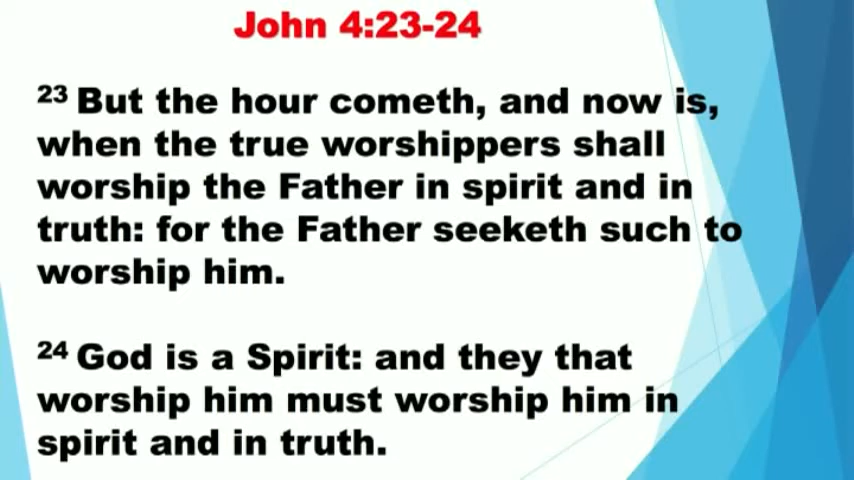 John 4:23-24
23 But the hour cometh, and now is,
when the true worshippers shall
worship the Father in spirit and in
truth: for the Father seeketh such to
worship him.
24 God is a Spirit: and they that
worship him must worship him in
spirit and in truth.